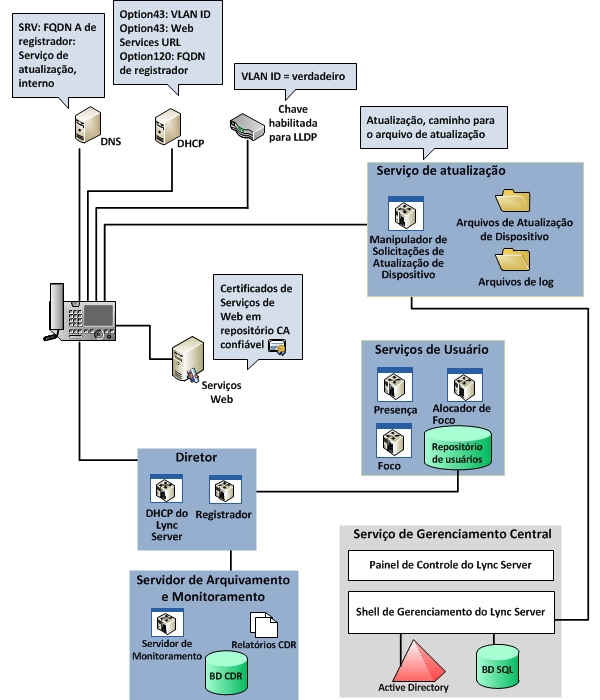 SRV: FQDN A de
registrador:
Serviço de
atualização,
interno
Option43: VLAN ID
Option43: Web
Services URL
Option120: FQDN
de registrador
VLAN ID = verdadeiro
DNS
DHCP
Chave
habilitada
para LLDP
Atualização, caminho para
o arquivo de atualização
Serviço de atualização
Manipulador de
Solicitações de
Atualização de
Dispositivo
Arquivos de Atualização
de Dispositivo
Arquivos de log
Certificados de
Serviços de
Web em
repositório CA
confiável
Serviços
Web
Serviços de Usuário
Presença
Alocador de
Foco
Foco
Repositório
de usuários
Diretor
DHCP do
Lync
Server
Registrador
Servidor de Arquivamento
e Monitoramento
Servidor de
Monitoramento
Relatórios CDR
BD CDR
Serviço de Gerenciamento Central
Painel de Controle do Lync Server
Shell de Gerenciamento do Lync Server
Active Directory
BD SQL